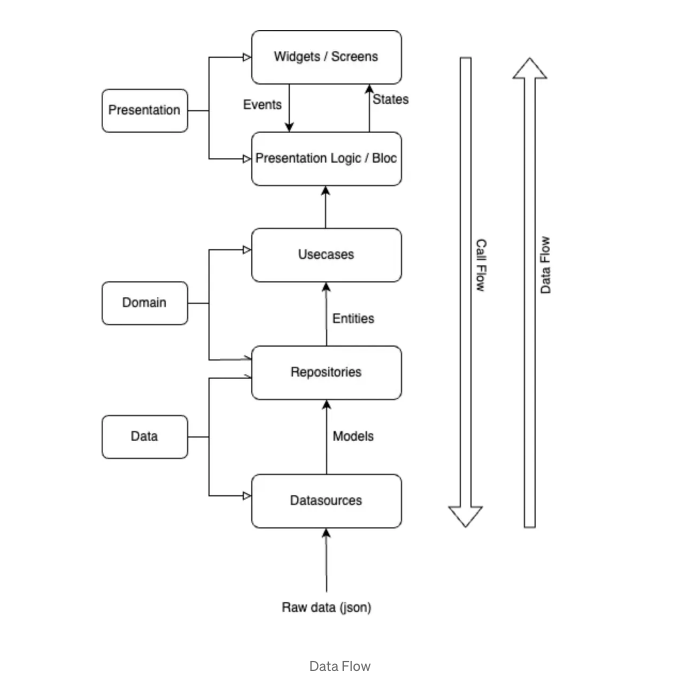 Widgets / Screens
Events
States
Presentation
Presentation Logic / Bloc
Usecases
Call Flow
Data Flow
Domain
Entities
Repositories
Data
Models
Datasources
Raw data (json)
Data Flow